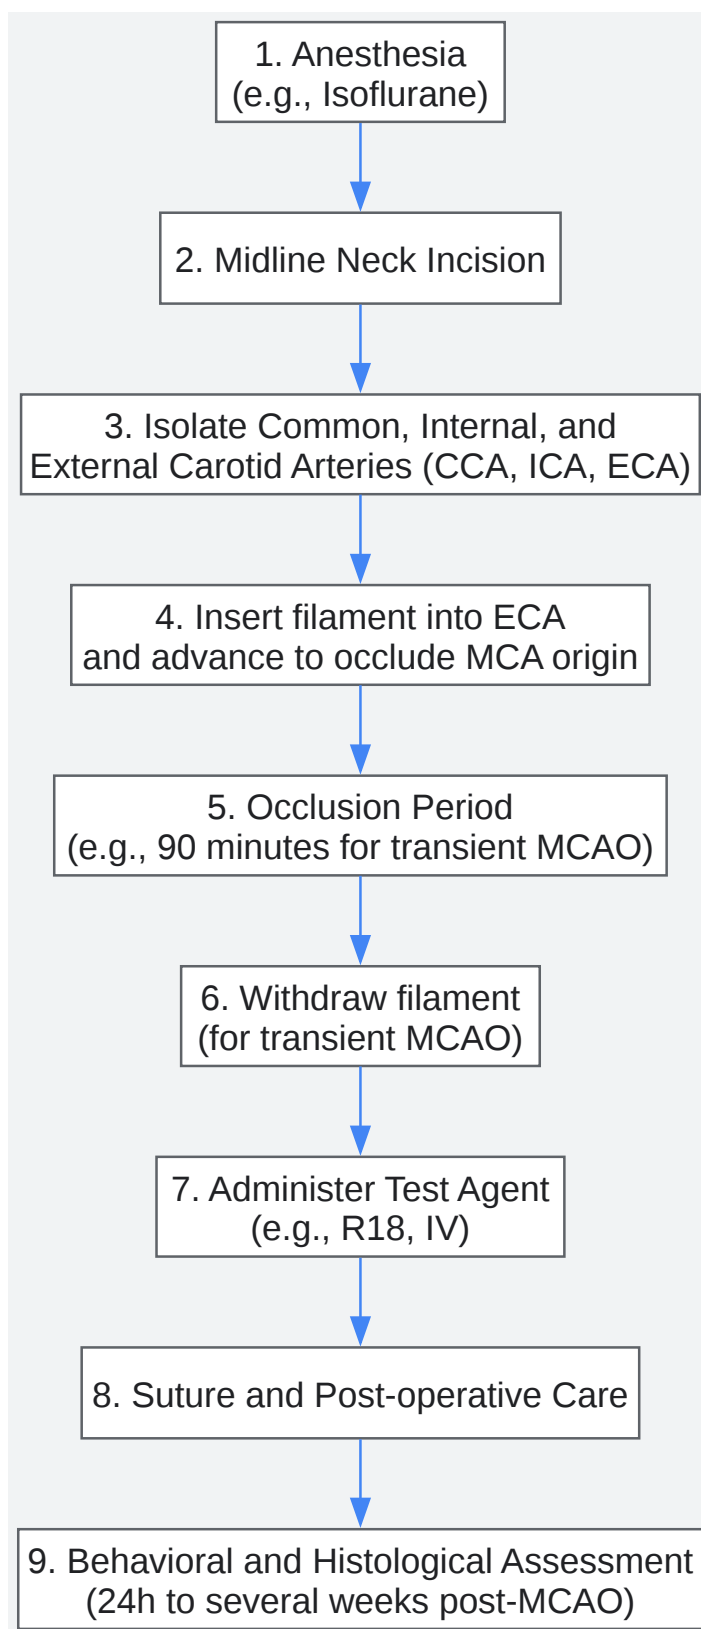 1. Anesthesia
(e.g., Isoflurane)
2. Midline Neck Incision
3. Isolate Common, Internal, and
External Carotid Arteries (CCA, ICA, ECA)
4. Insert filament into ECA
and advance to occlude MCA origin
5. Occlusion Period
(e.g., 90 minutes for transient MCAO)
6. Withdraw filament
(for transient MCAO)
7. Administer Test Agent
(e.g., R18, IV)
8. Suture and Post-operative Care
9. Behavioral and Histological Assessment
(24h to several weeks post-MCAO)